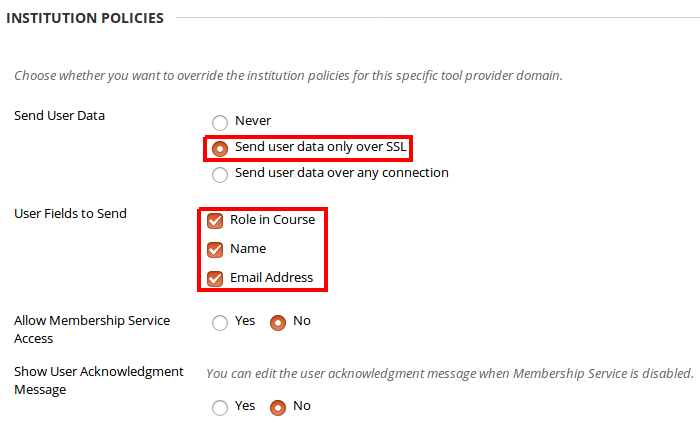 INSTITUTION POLICIES
Choose whether you want to override the institution policies for this specific tool provider domain.
Send User Data
Never
Send user data only over SSL
Send user data over any connection
User Fields to Send
Role in Course
Name
Email Address
Allow Membership Service
Access
Yes No
Show User Acknowledgment
Message
You can edit the user acknowledgment message when Membership Service is disabled.
Yes No